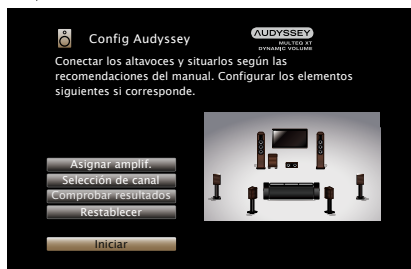 Config Audyssey
AUDYSSEY
MULTEQ XT
DYNAMIC VOLUME
Conectar los altavoces y situarlos según las
recomendaciones del manual. Configurar los elementos
siguientes si corresponde.
Asignar amplif.
Selección de canal
Comprobar resultados
Restablecer
Iniciar